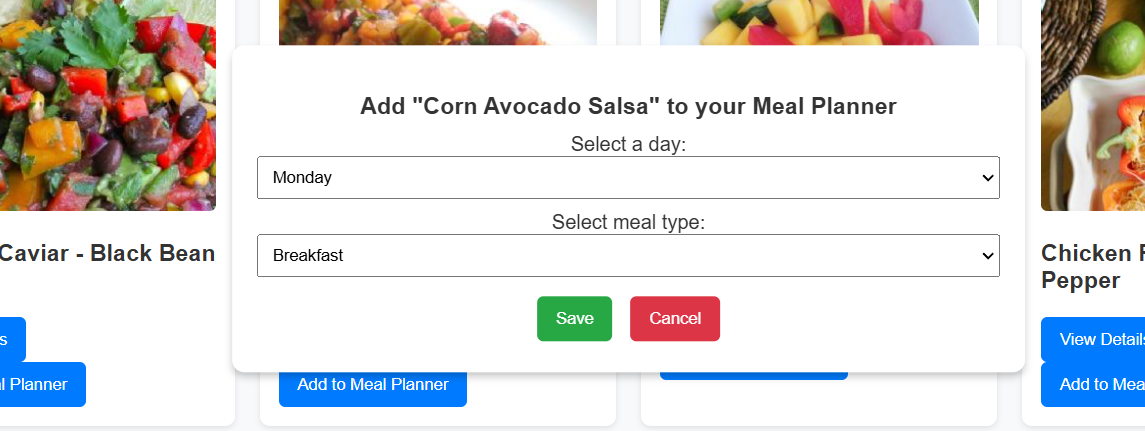 Add "Corn Avocado Salsa" to your Meal Planner
Select a day:
Monday
Select meal type:
Breakfast
Save
Cancel
Caviar - Black Bean
Meal Planner
Add to Meal Planner
Chicken
Pepper
View Details
Add to Mea